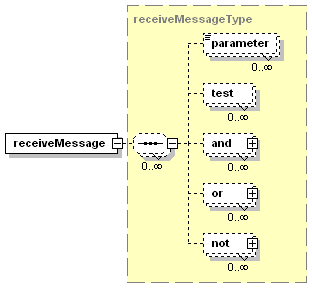 receiveMessageType
parameter
0..∞
test
0..∞
receiveMessage
0..∞
and
0..∞
or
0..∞
not
0..∞